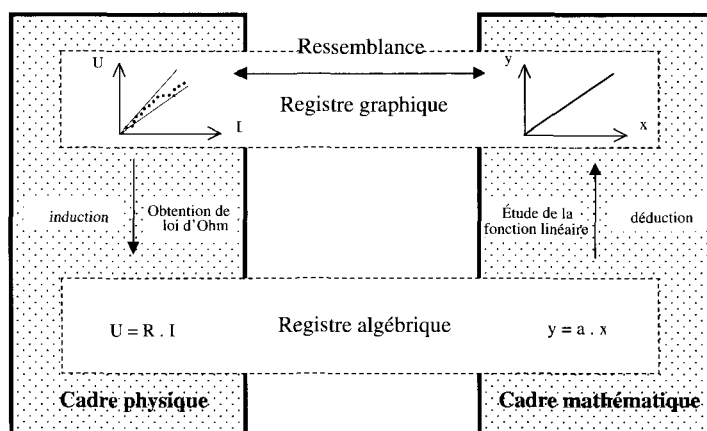 Ressemblance
U
y
I
x
Registre graphique
induction
Obtention de
loi d'Ohm
Étude de la
fonction linéaire
déduction
U = R . I
Registre algébrique
y = a . x
Cadre physique
Cadre mathématique